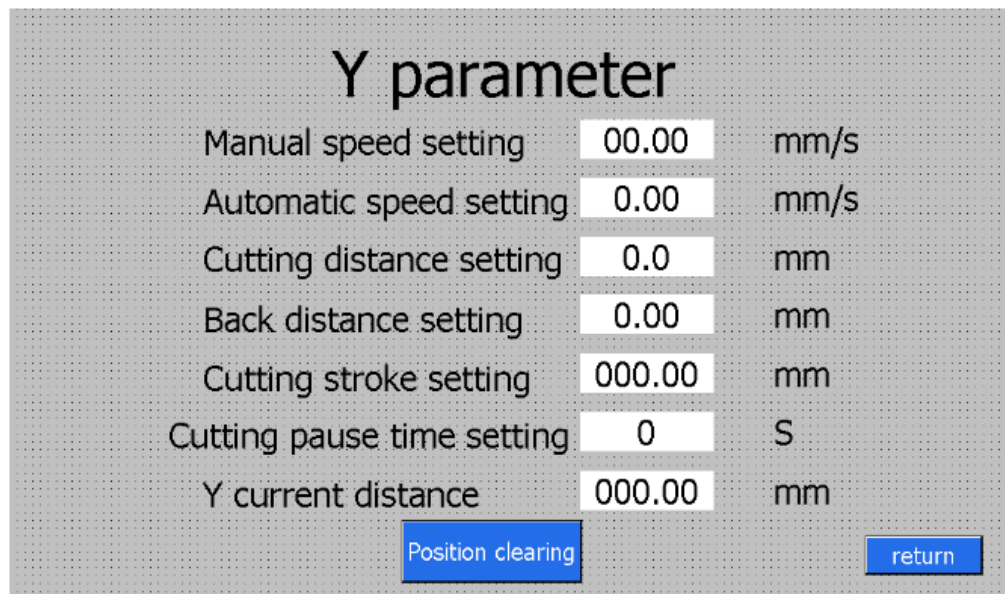 Y parameter
Manual speed setting 00.00 mm/s
Automatic speed setting 0.00 mm/s
Cutting distance setting 0.0 mm
Back distance setting 0.00 mm
Cutting stroke setting 000.00 mm
Cutting pause time setting 0 S
Y current distance 000.00 mm
Position clearing
return